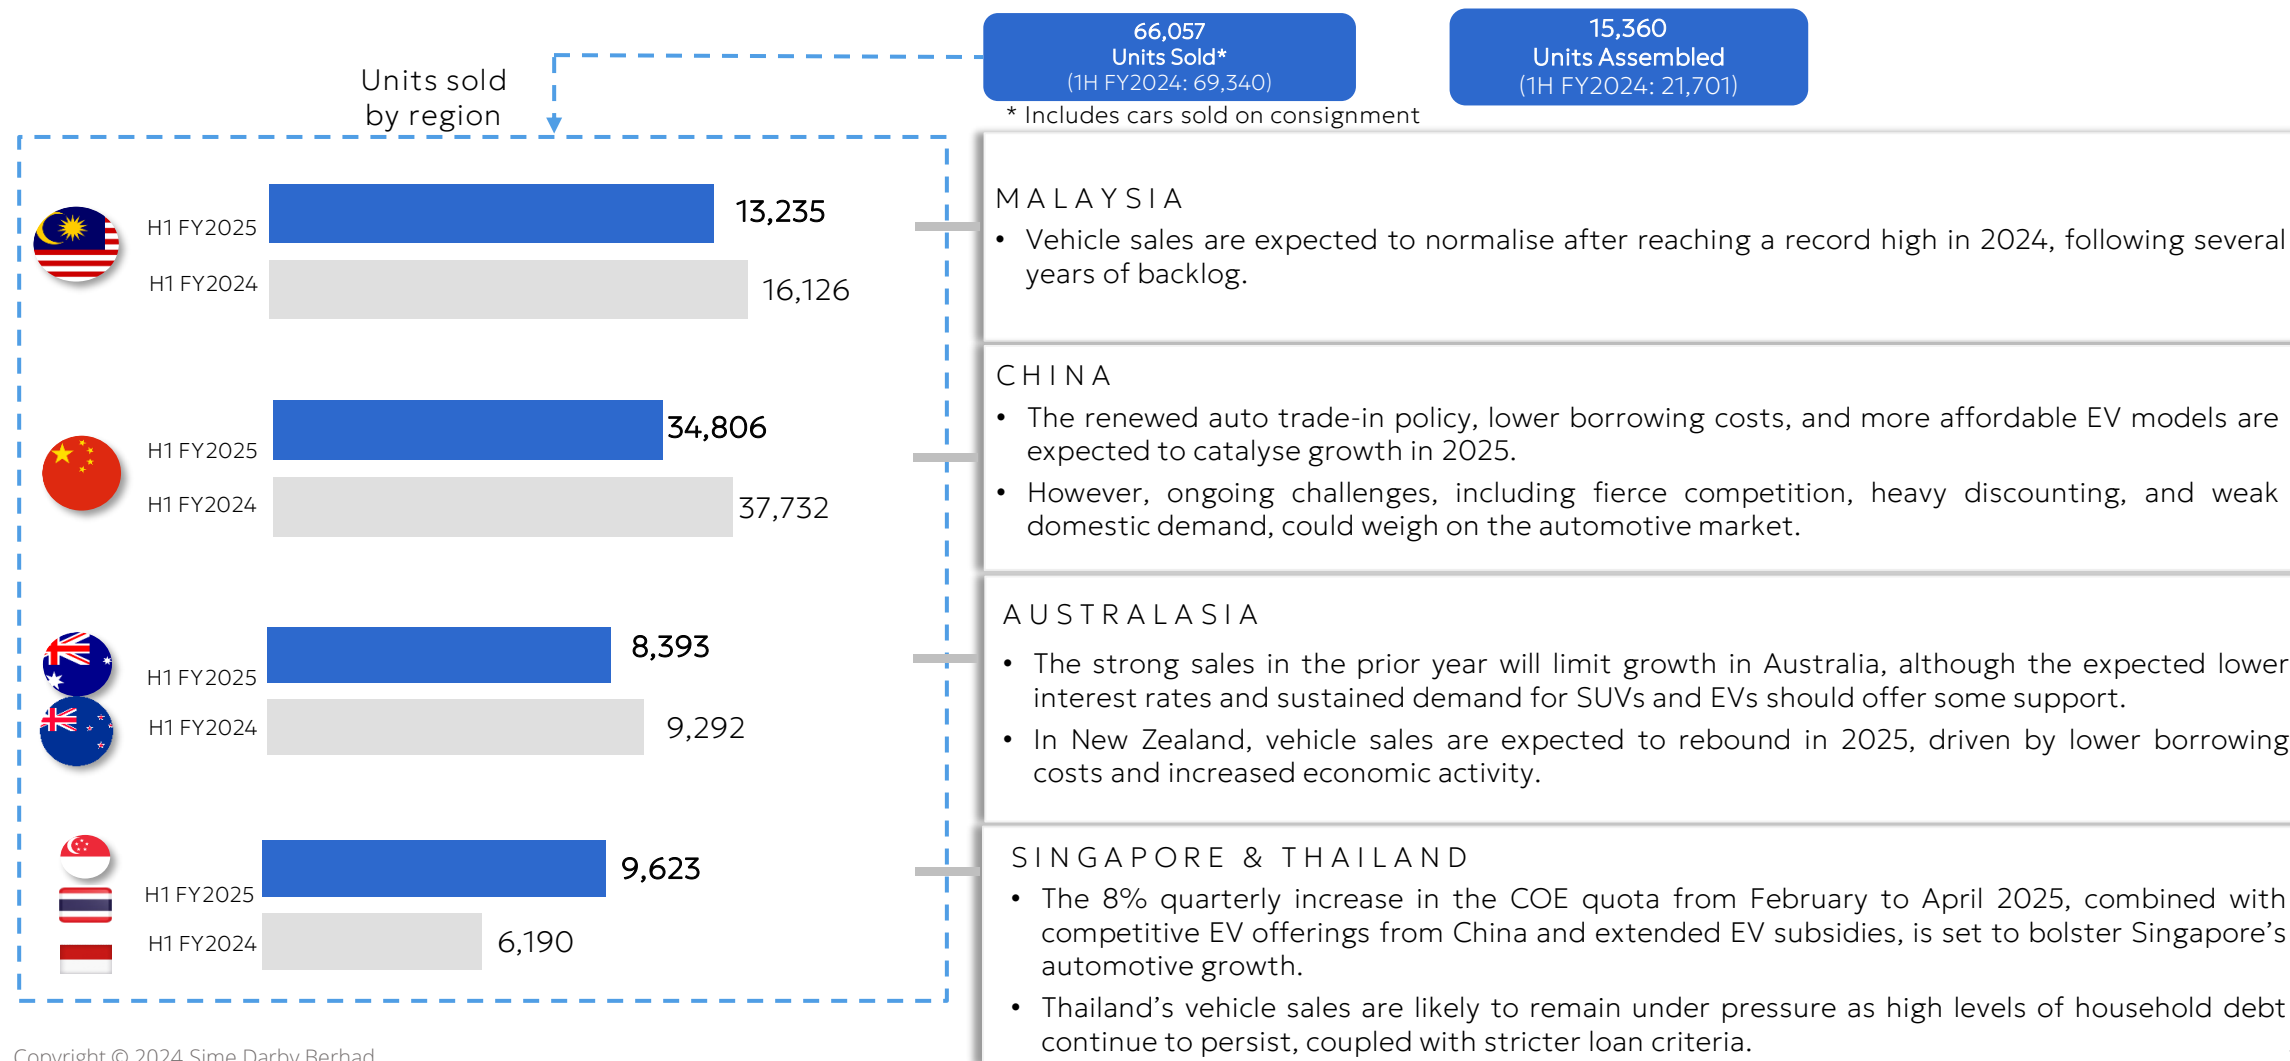 66,057
Units Sold*
(1H FY2024: 69,340)
15,360
Units Assembled
(1H FY2024: 21,701)
* Includes cars sold on consignment
Units sold
by region
H1 FY2025
13,235
H1 FY2024
16,126
H1 FY2025
34,806
H1 FY2024
37,732
H1 FY2025
8,393
H1 FY2024
9,292
H1 FY2025
9,623
H1 FY2024
6,190
MALAYSIA
• Vehicle sales are expected to normalise after reaching a record high in 2024, following several
years of backlog.
CHINA
• The renewed auto trade-in policy, lower borrowing costs, and more affordable EV models are
expected to catalyse growth in 2025.
• However, ongoing challenges, including fierce competition, heavy discounting, and weak
domestic demand, could weigh on the automotive market.
AUSTRALASIA
• The strong sales in the prior year will limit growth in Australia, although the expected lower
interest rates and sustained demand for SUVs and EVs should offer some support.
• In New Zealand, vehicle sales are expected to rebound in 2025, driven by lower borrowing
costs and increased economic activity.
SINGAPORE & THAILAND
• The 8% quarterly increase in the COE quota from February to April 2025, combined with
competitive EV offerings from China and extended EV subsidies, is set to bolster Singapore's
automotive growth.
• Thailand's vehicle sales are likely to remain under pressure as high levels of household debt
continue to persist, coupled with stricter loan criteria.
Copyright © 2024 Sime Darby Berhad